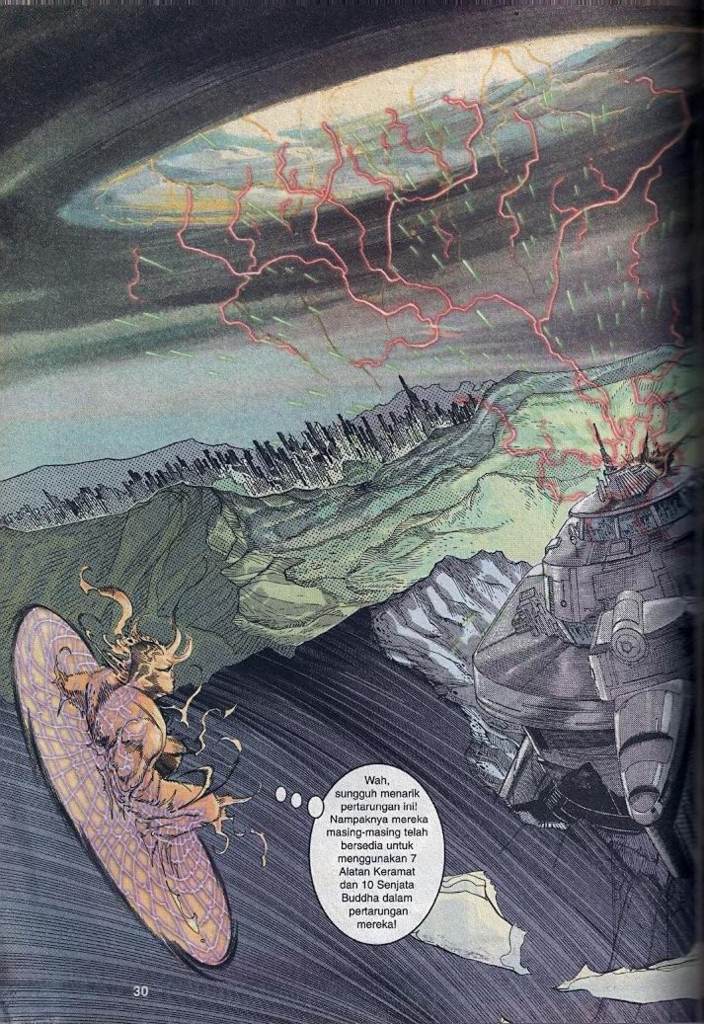 Wah,
sungguh menarik
pertarungan ini!
Nampaknya mereka
masing-masing telah
bersedia untuk
menggunakan 7
Alatan Keramat
dan 10 Senjata
Buddha dalam
pertarungan
mereka!
30